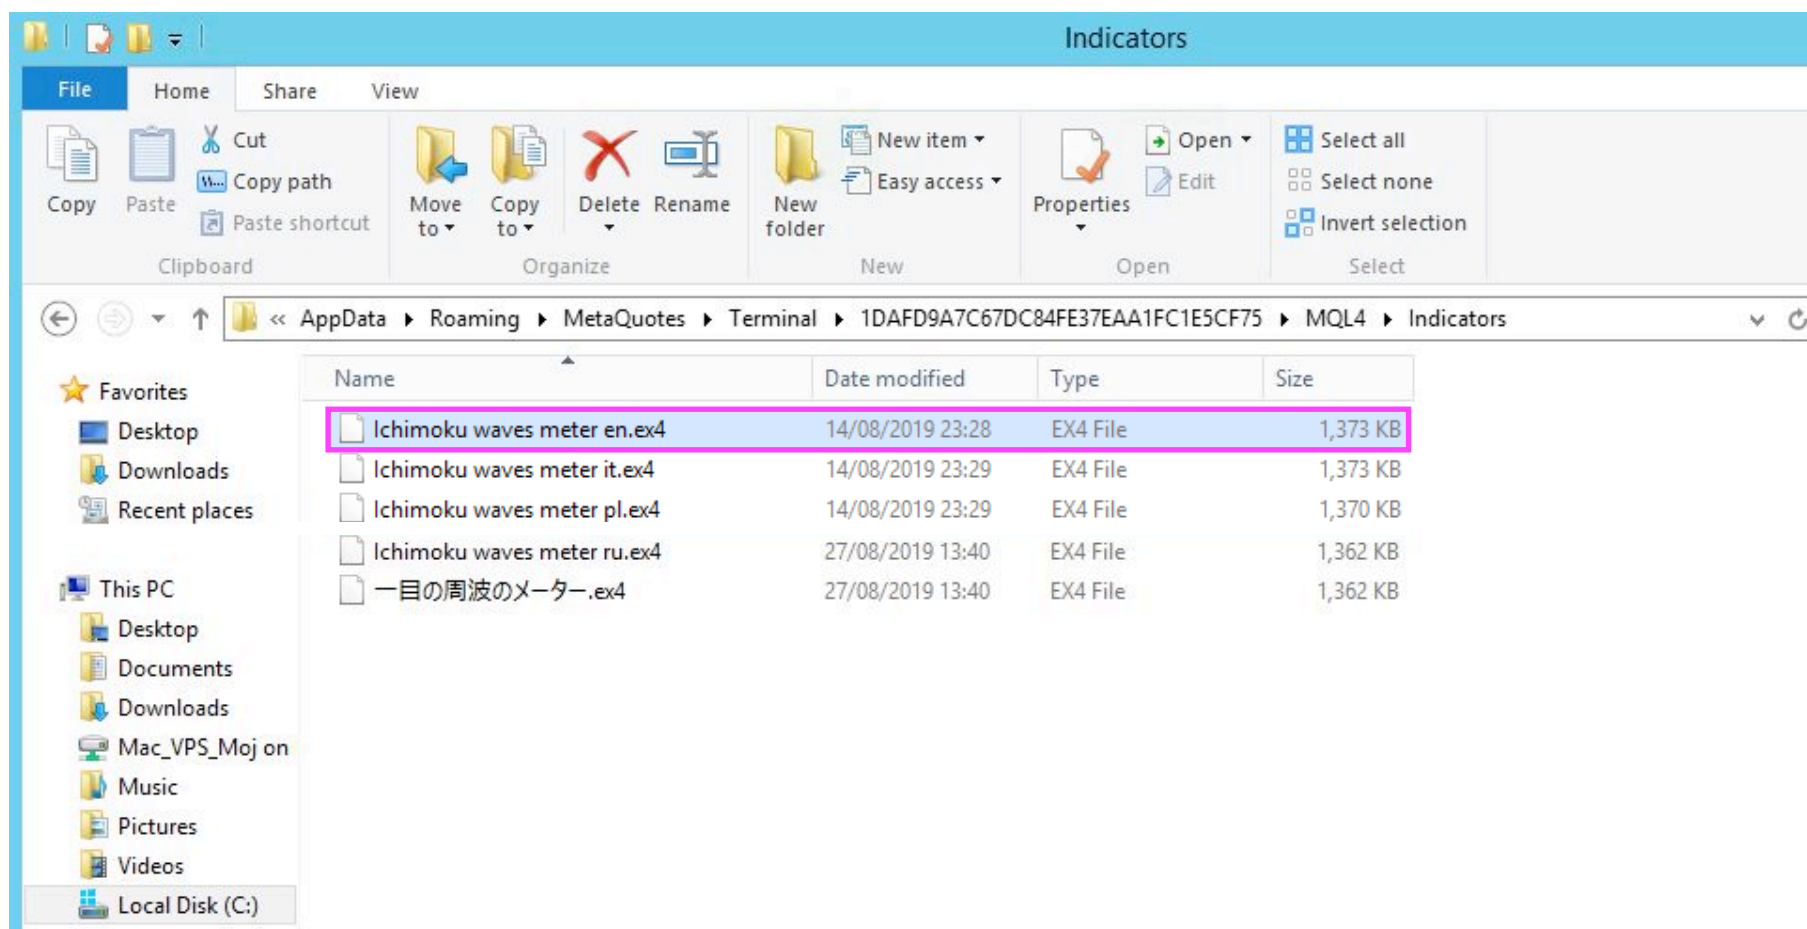 Indicators
File Home Share View
Copy
Paste
Cut
Copy path
Paste shortcut
Clipboard
Move to
Copy to
Delete
Rename
Organize
New folder
New item
Easy access
New
Properties
Open
Edit
Open
Select all
Select none
Invert selection
Select
« AppData Roaming MetaQuotes Terminal 1DAFD9A7C67DC84FE37EAA1FC1E5CF75 MQL4 Indicators
Favorites
Desktop
Downloads
Recent places
This PC
Desktop
Documents
Downloads
Mac_VPS_Moj on
Music
Pictures
Videos
Local Disk (C:)
Name Date modified Type Size
Ichimoku waves meter en.ex4 14/08/2019 23:28 EX4 File 1,373 KB
Ichimoku waves meter it.ex4 14/08/2019 23:29 EX4 File 1,373 KB
Ichimoku waves meter pl.ex4 14/08/2019 23:29 EX4 File 1,370 KB
Ichimoku waves meter ru.ex4 27/08/2019 13:40 EX4 File 1,362 KB
一目の周波のメーター.ex4 27/08/2019 13:40 EX4 File 1,362 KB